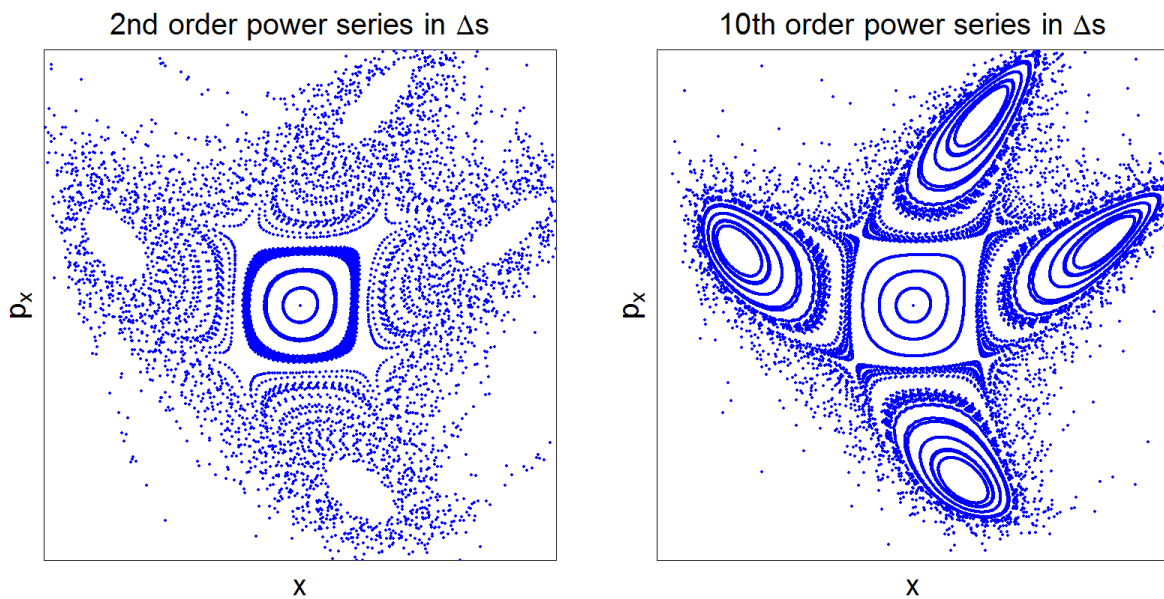 2nd order power series in Δs
10th order power series in Δs
pₓ
x
pₓ
x